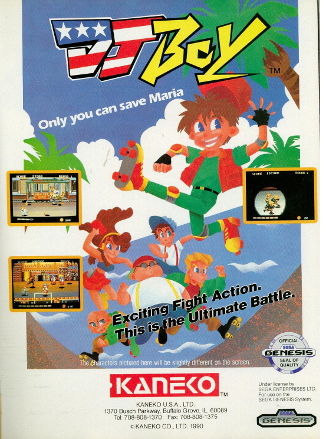 DJ Boy
TM
Only you can save Maria
Exciting Fight Action.
This is the Ultimate Battle.
The characters pictured here will be slightly different on the screen.
KANEKO
TM
KANEKO U.S.A., LTD.
1370 Busch Parkway, Buffalo Grove, IL 60089
Tel: 708-808-1370 Fax: 708-808-1375
© KANEKO CO., LTD. 1990
OFFICIAL
SEGA
GENESIS
SEAL OF
QUALITY
Under license by
SEGA ENTERPRISES LTD.
For use on the
SEGA GENESIS System.
SEGA
GENESIS